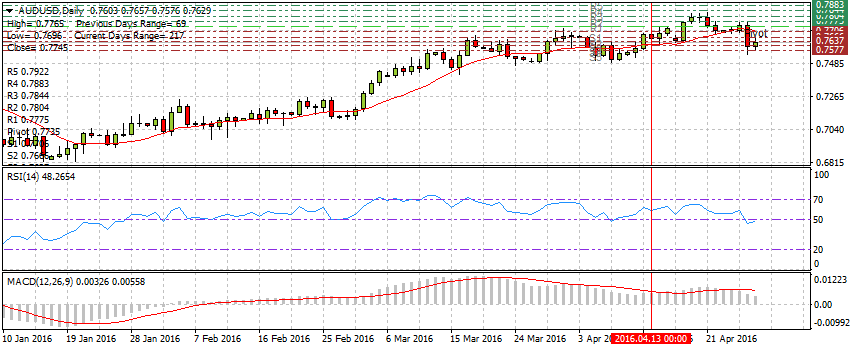 AUDUSD,Daily 0.7603 0.7657 0.7576 0.7629
High= 0.7765 Previous Days Range= 69
Low= 0.7696 Current Days Range= 217
Close= 0.7745
R5 0.7922
R4 0.7883
R3 0.7844
R2 0.7804
R1 0.7775
Pivot 0.7735
S2
0.7883
0.7637
0.7577
0.7485
0.7265
0.7040
0.6815
RSI(14) 48.2654
100
70
50
20
0
MACD(12,26,9) 0.00326 0.00558
0.01223
0.00
-0.00992
10 Jan 2016 19 Jan 2016 28 Jan 2016 7 Feb 2016 16 Feb 2016 25 Feb 2016 6 Mar 2016 15 Mar 2016 24 Mar 2016 3 Apr 2016.04.13 00:00 21 Apr 2016